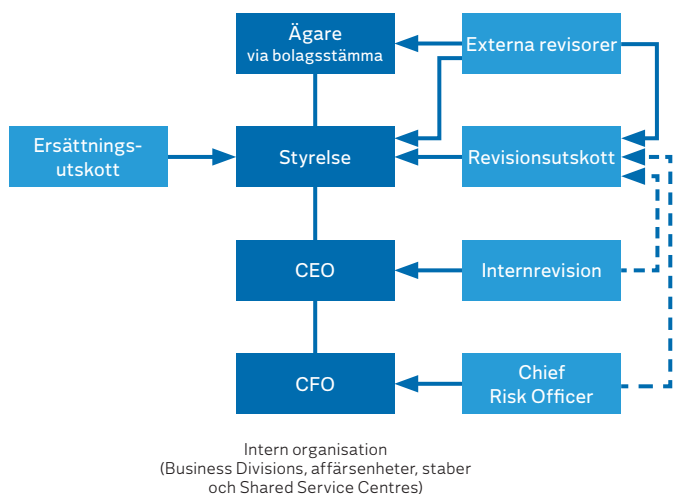 Ägare
via bolagsstämma
Externa revisorer
Ersättnings-
utskott
Styrelse
Revisionsutskott
CEO
Internrevision
CFO
Chief
Risk Officer
Intern organisation
(Business Divisions, affärsenheter, staber
och Shared Service Centres)